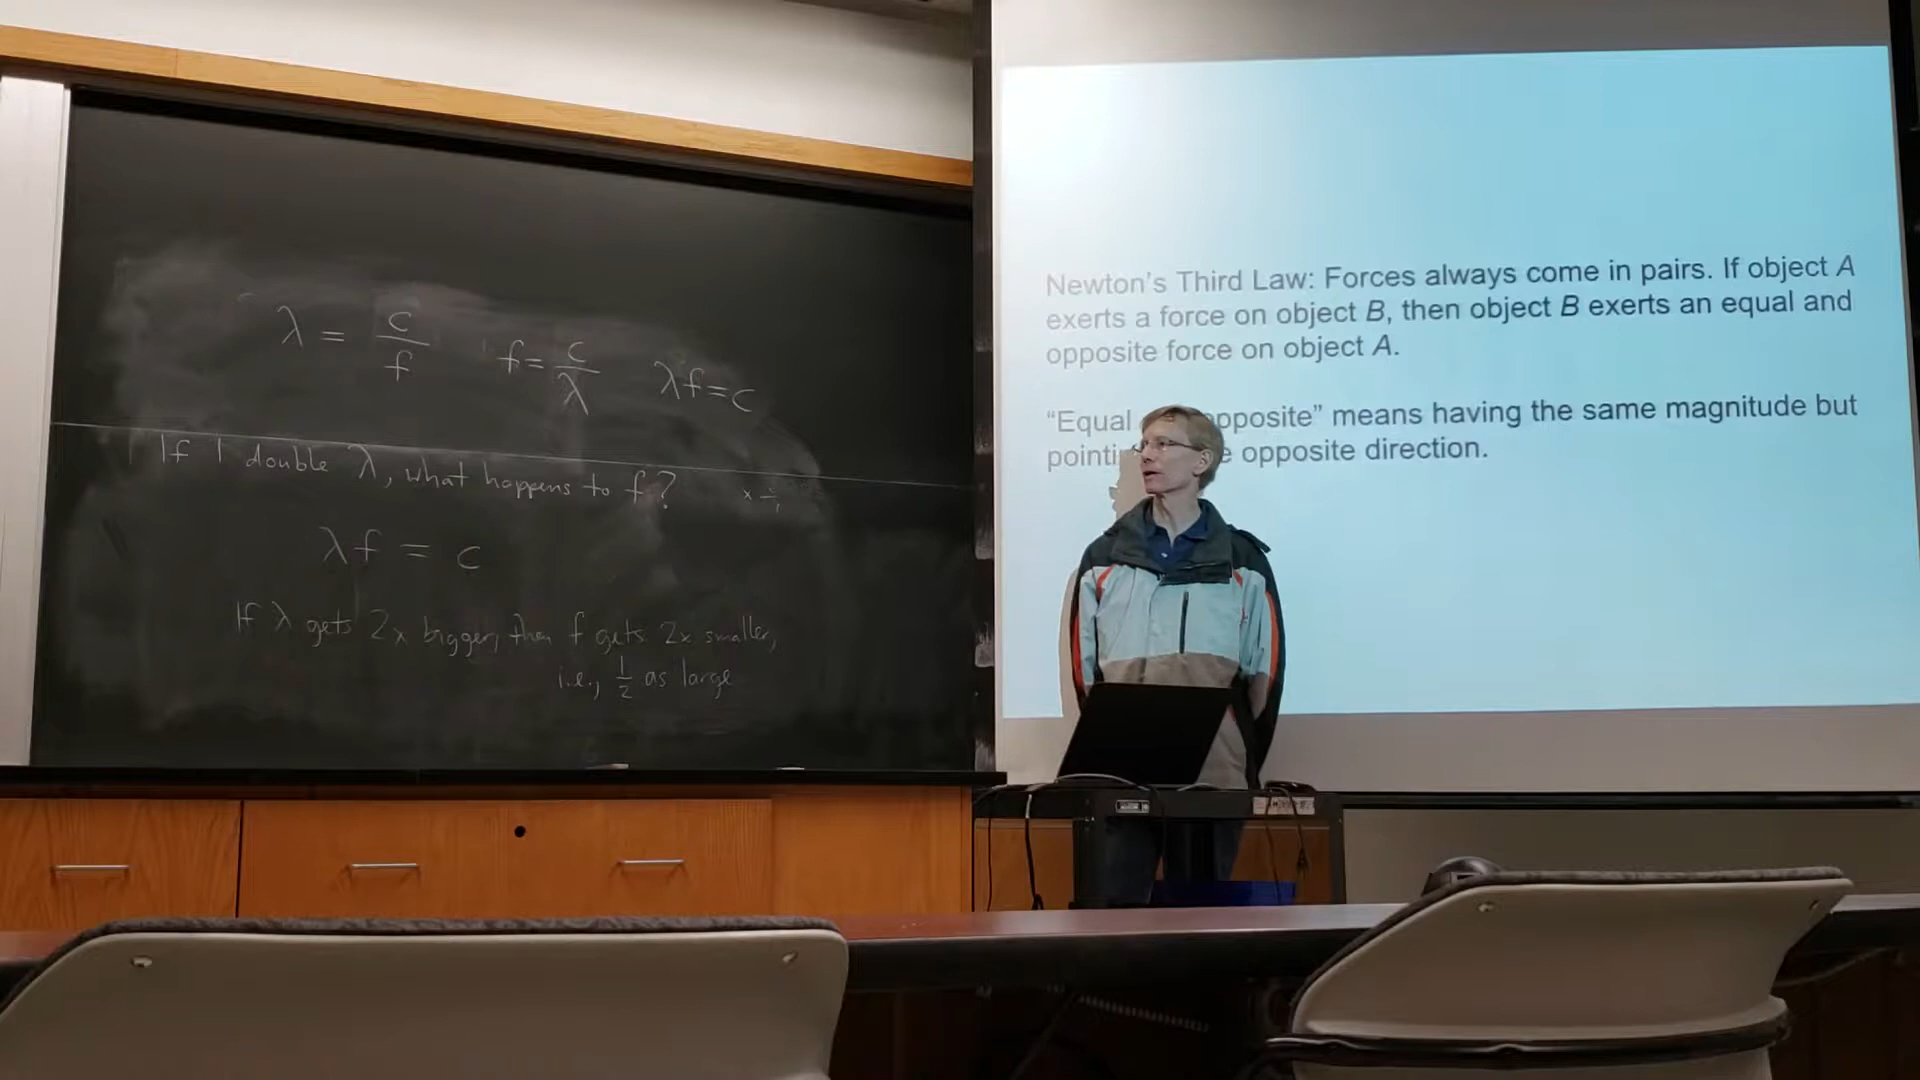 λ = c/f
f = c/λ
λf = c
If I double λ, what happens to f?
λf = c
If λ gets 2x bigger, then f gets 2x smaller,
i.e., 1/2 as large
Newton's Third Law: Forces always come in pairs. If object A
exerts a force on object B, then object B exerts an equal and
opposite force on object A.
"Equal opposite" means having the same magnitude but
opposite direction.